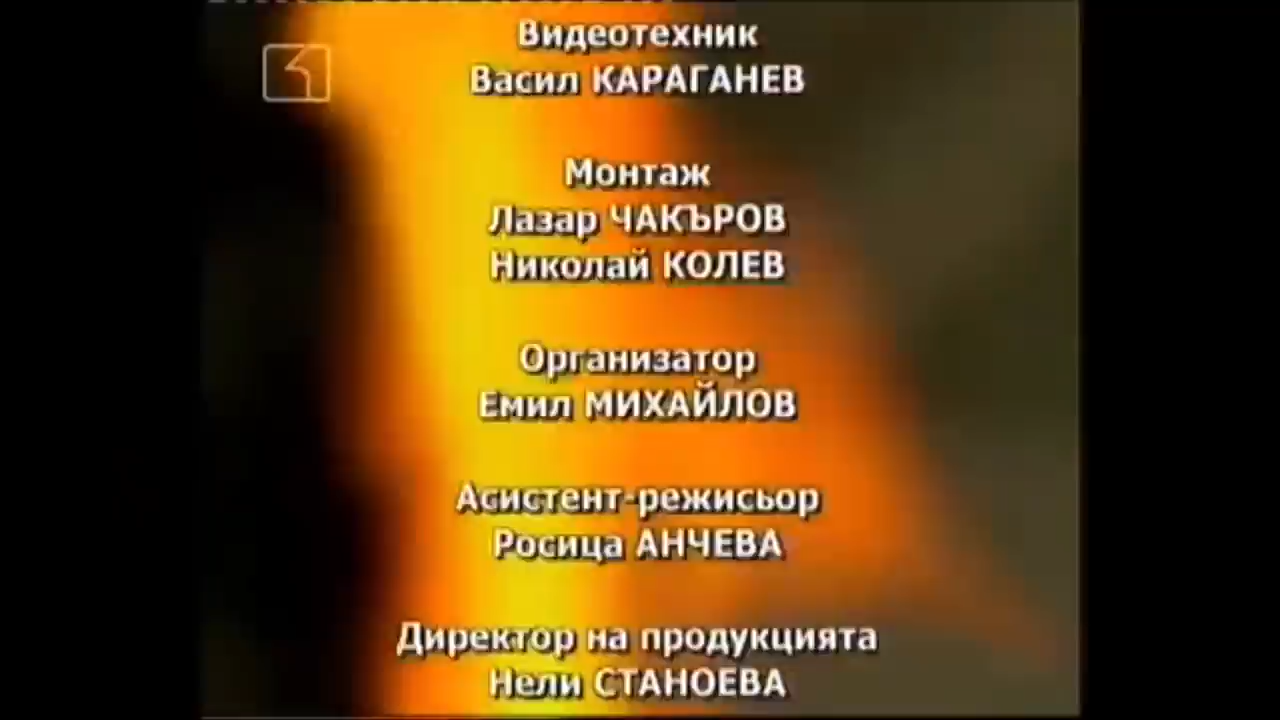 Видеотехник
Васил КАРАГАНЕВ
Монтаж
Лазар ЧАКЪРОВ
Николай КОЛЕВ
Организатор
Емил МИХАЙЛОВ
Асистент-режисьор
Росица АНЧЕВА
Директор на продукцията
Нели СТАНОЕВА